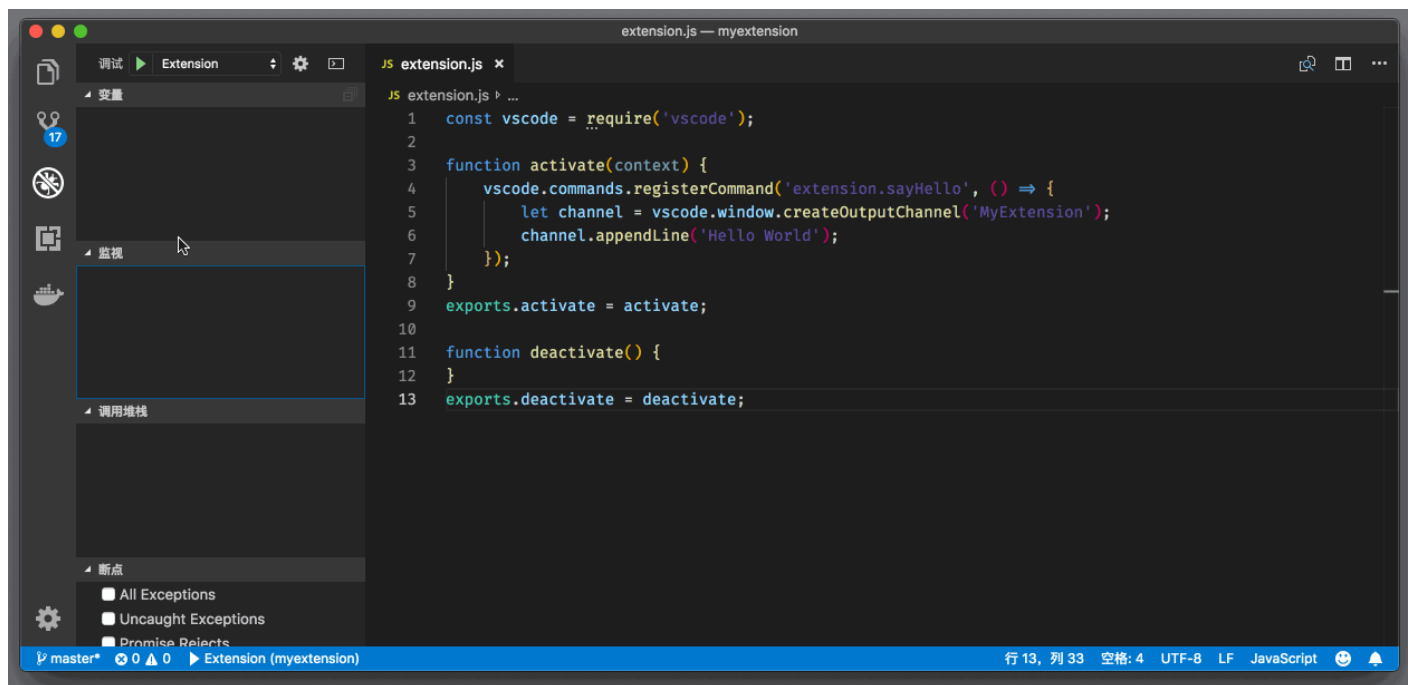 extension.js — myextension
调试 Extension
JS extension.js ×
变量
JS extension.js ...
17
1 const vscode = require('vscode');
2
3 function activate(context) {
4 vscode.commands.registerCommand('extension.sayHello', () ⇒ {
5 let channel = vscode.window.createOutputChannel('MyExtension');
6 channel.appendLine('Hello World');
7 });
8 }
9 exports.activate = activate;
10
11 function deactivate() {
12 }
13 exports.deactivate = deactivate;
监视
调用堆栈
断点
All Exceptions
Uncaught Exceptions
Promise Rejects
master* 0 0 Extension (myextension) 行 13, 列 33 空格: 4 UTF-8 LF JavaScript